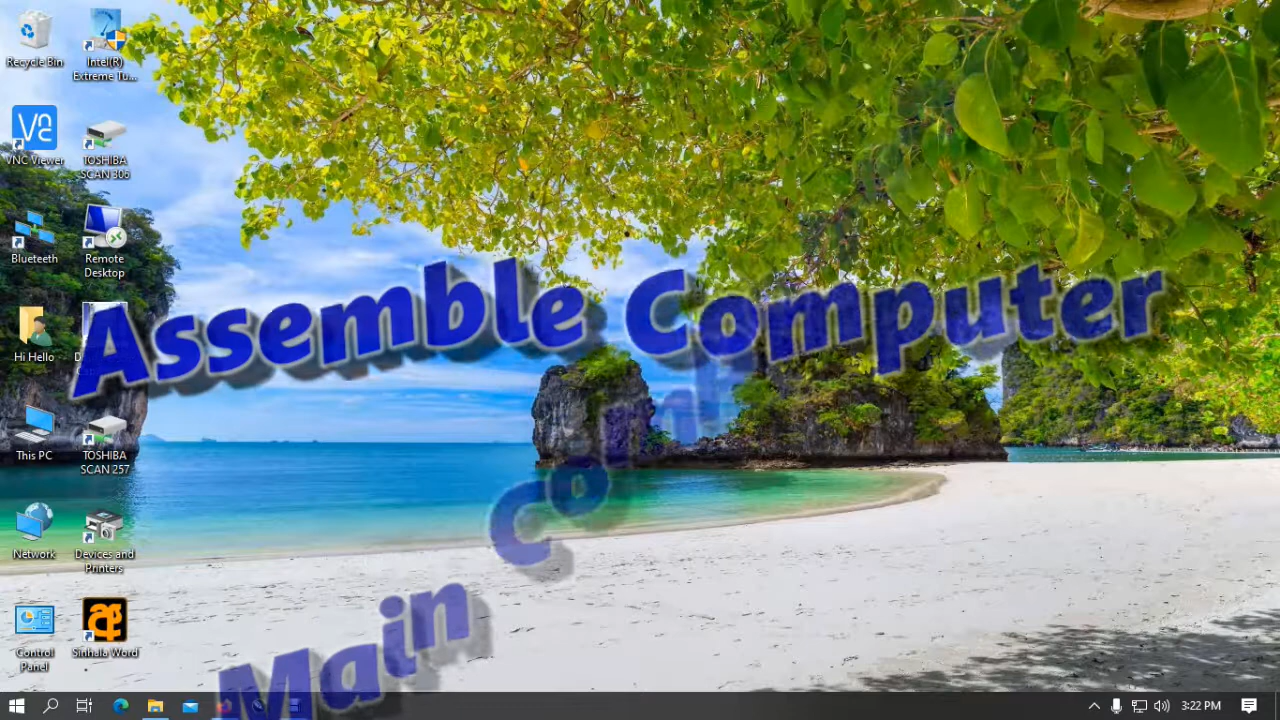 Recycle Bin
Intel(R)
Extreme Tu...
VNC Viewer
TOSHIBA
SCAN 306
Blueteeth
Remote
Desktop
Hi Hello
This PC
TOSHIBA
SCAN 257
Network
Devices and
Printers
Control
Panel
Sinhala Word
Assemble Computer
Main Comp
3:22 PM